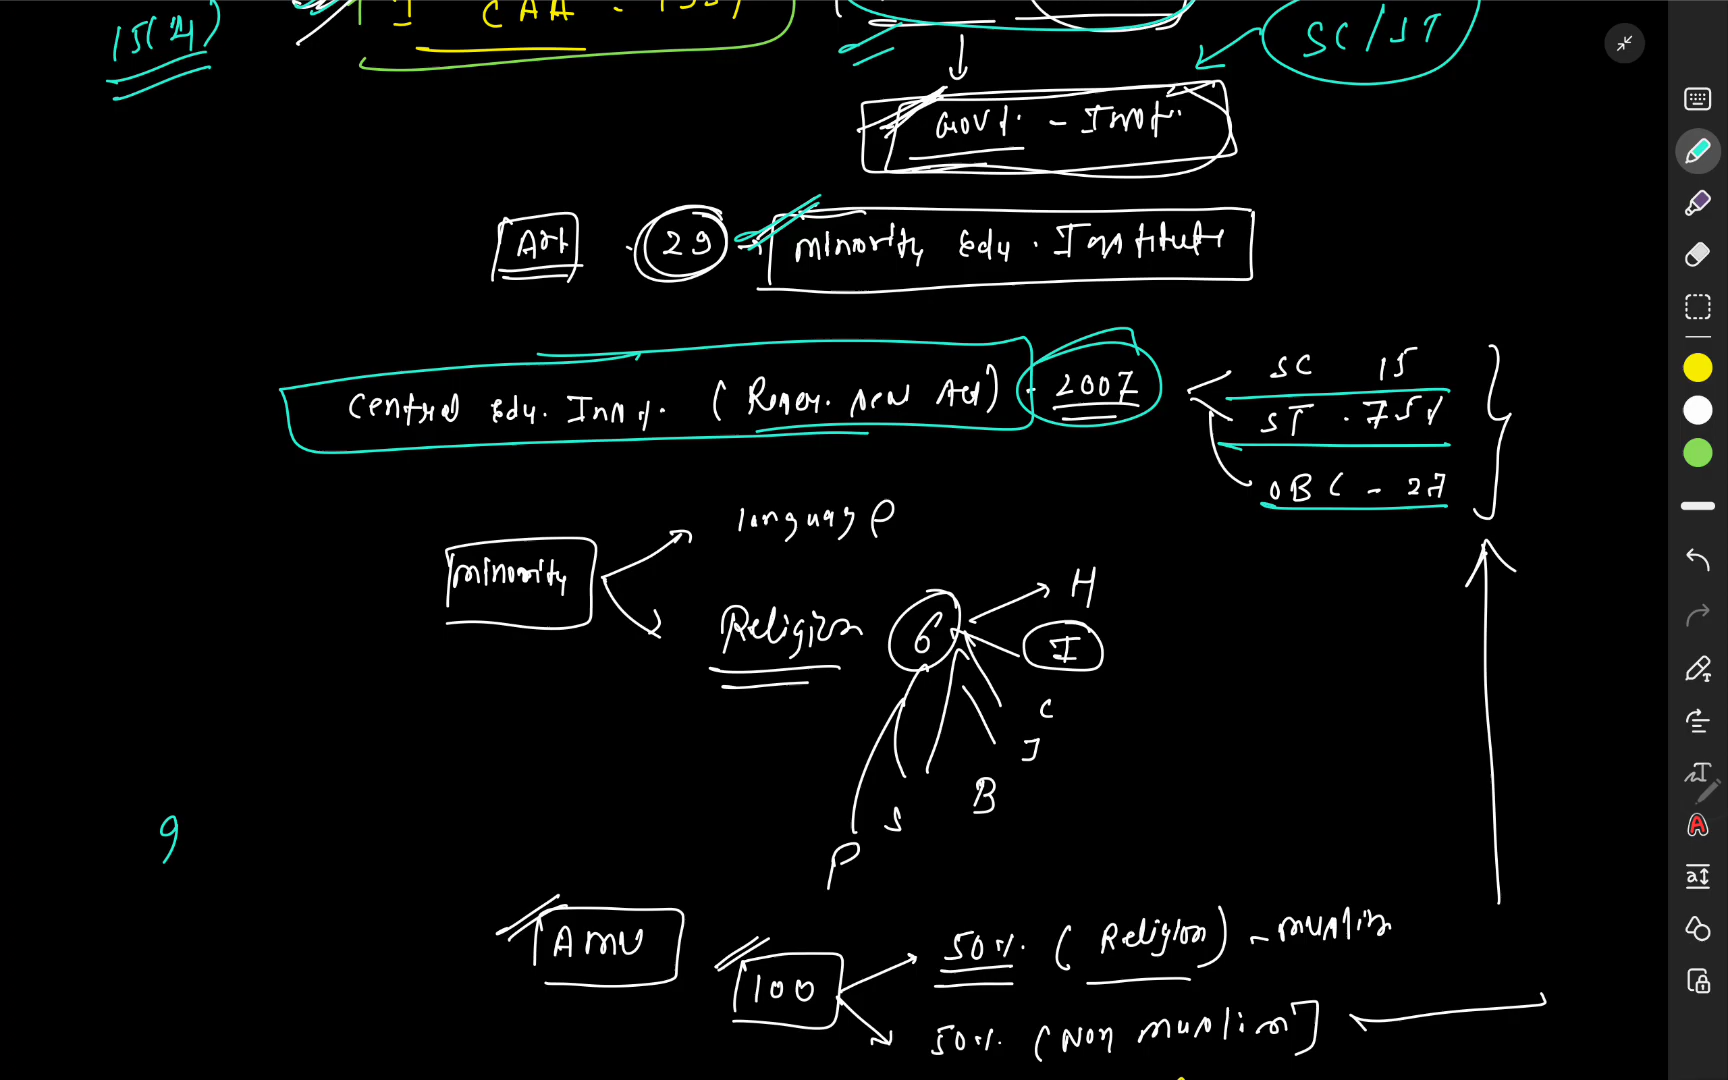 15(4)
I CAA - 1951
SC/ST
Govt. - Inst.
Art 29 → minority Edu. Institute
Central Edu. Inst. ( Reser. Act) - 2007
SC 15
ST . 7.5%
OBC - 27
language
minority
Religion 6
H
I
C
J
B
S
P
9
AMU
100
50%. ( Religion) - muslim
50%. (Non muslim]